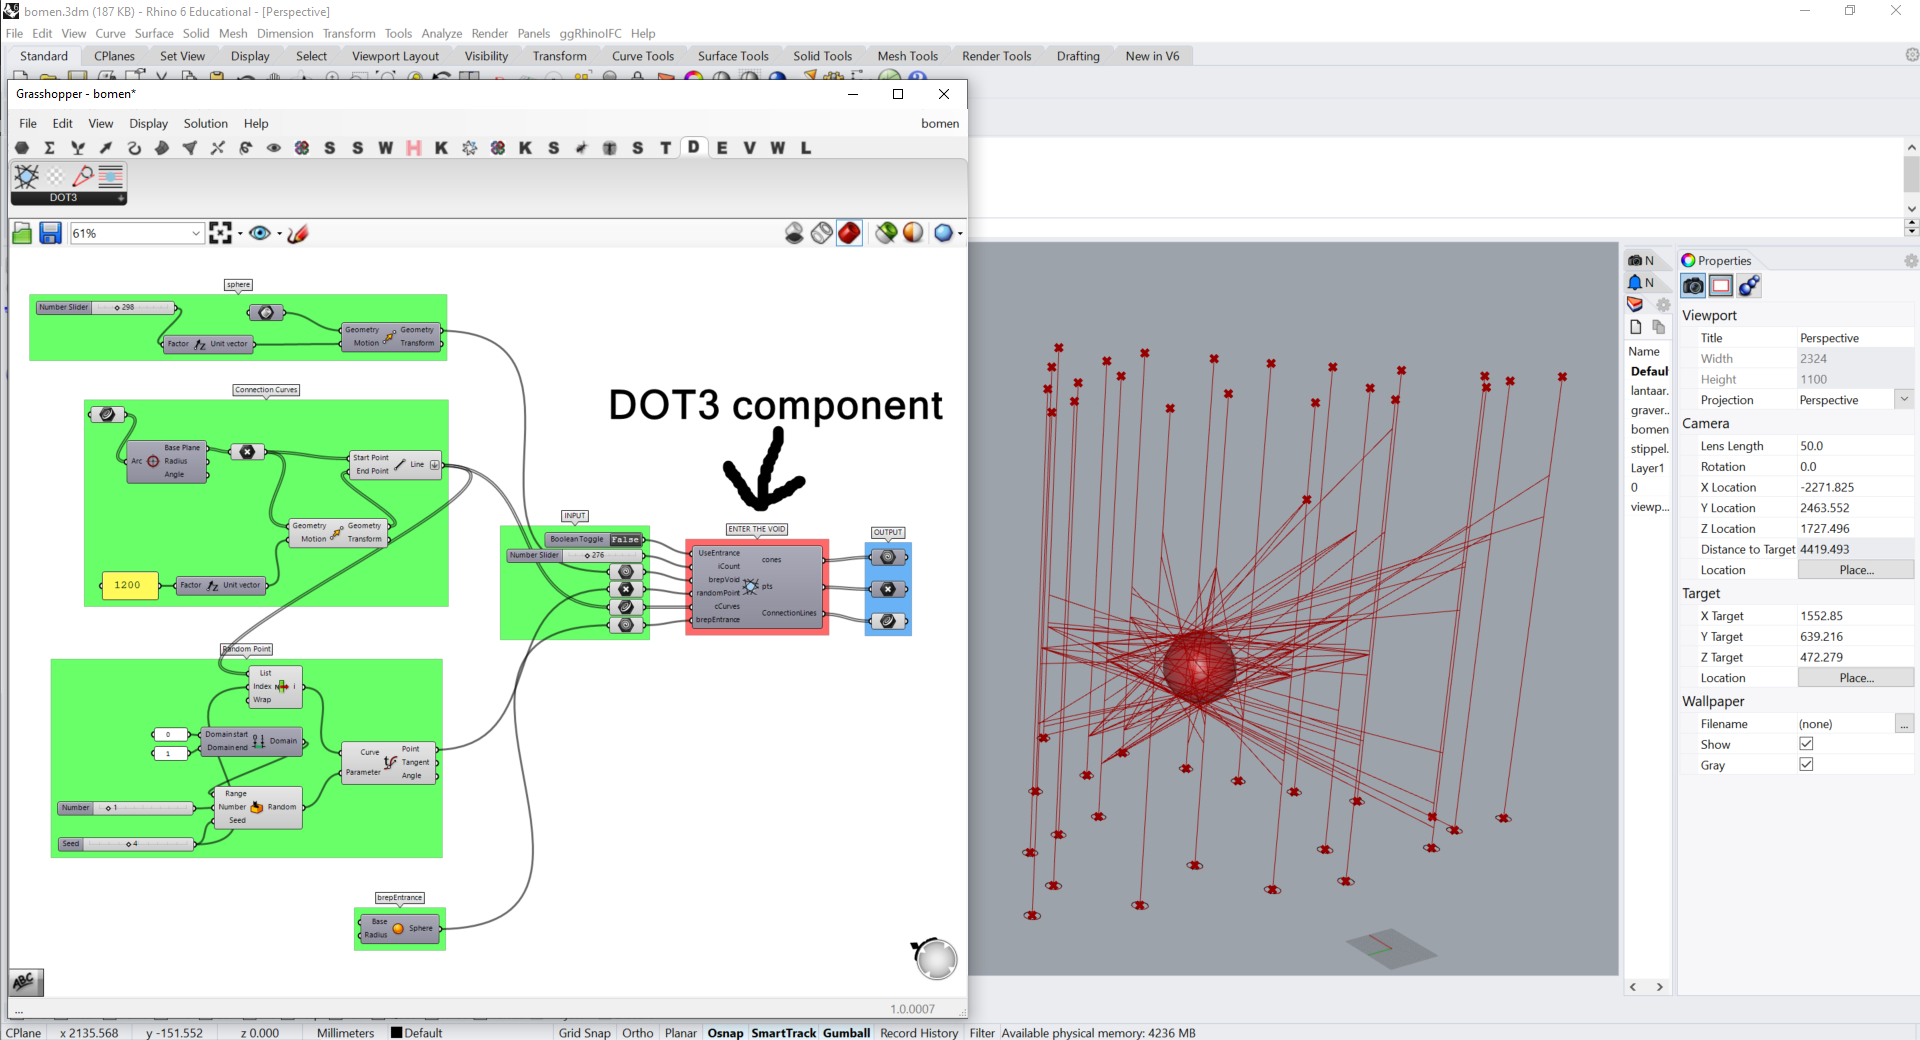 bomen.3dm (187 KB) - Rhino 6 Educational - [Perspective]
File Edit View Curve Surface Solid Mesh Dimension Transform Tools Analyze Render Panels ggRhinoIFC Help
Standard CPlanes Set View Display Select Viewport Layout Visibility Transform Curve Tools Surface Tools Solid Tools Mesh Tools Render Tools Drafting New in V6
Grasshopper - bomen*
File Edit View Display Solution Help bomen
S S W H K K S S T D E V W L
DOT3
61%
sphere
Number Slider 298
Factor Unit vector
Geometry Geometry
Motion Transform
Connection Curves
Base Plane
Arc Radius
Angle
Start Point
Line
End Point
Geometry Geometry
Motion Transform
1200
Factor Unit vector
Random Point
List
Index i
Wrap
0
1
Domain start
Domain
Domain end
Range
Number Random
Seed
Number 1
Seed 4
Curve Point
Tangent
Parameter Angle
brepEntrance
Base
Sphere
Radius
DOT3 component
INPUT
Boolean Toggle False
Number Slider 276
ENTER THE VOID
UseEntrance
cones
iCount
brepVoid
pts
randomPoint
cCurves
ConnectionLines
brepEntrance
OUTPUT
ABC
...
1.0.0007
N
N
Name
Defaul
lantaar..
graver..
bomen
stippel.
Layer1
0
viewp...
Properties
Viewport
Title Perspective
Width 2324
Height 1100
Projection Perspective
Camera
Lens Length 50.0
Rotation 0.0
X Location -2271.825
Y Location 2463.552
Z Location 1727.496
Distance to Target 4419.493
Location Place...
Target
X Target 1552.85
Y Target 639.216
Z Target 472.279
Location Place...
Wallpaper
Filename (none) ...
Show
Gray
CPlane x 2135.568 y -151.552 z 0.000 Millimeters Default Grid Snap Ortho Planar Osnap SmartTrack Gumball Record History Filter Available physical memory: 4236 MB